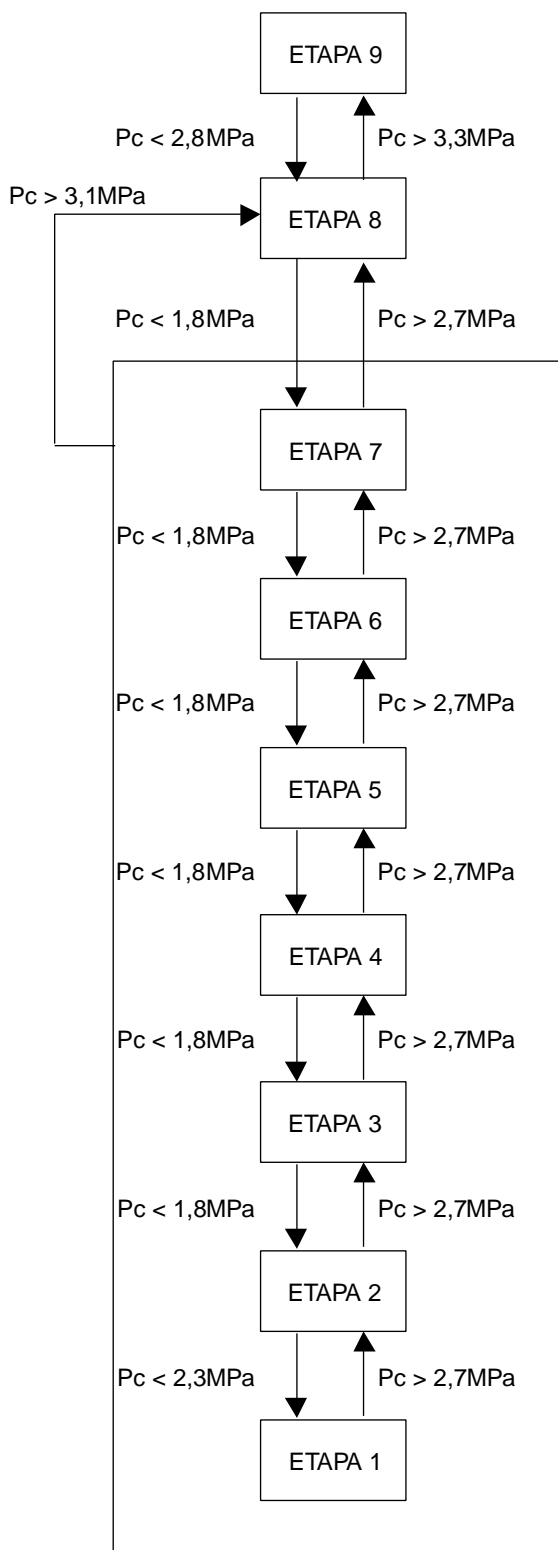 ETAPA 9
Pc < 2,8MPa
Pc > 3,3MPa
Pc > 3,1MPa
ETAPA 8
Pc < 1,8MPa
Pc > 2,7MPa
ETAPA 7
Pc < 1,8MPa
Pc > 2,7MPa
ETAPA 6
Pc < 1,8MPa
Pc > 2,7MPa
ETAPA 5
Pc < 1,8MPa
Pc > 2,7MPa
ETAPA 4
Pc < 1,8MPa
Pc > 2,7MPa
ETAPA 3
Pc < 1,8MPa
Pc > 2,7MPa
ETAPA 2
Pc < 2,3MPa
Pc > 2,7MPa
ETAPA 1